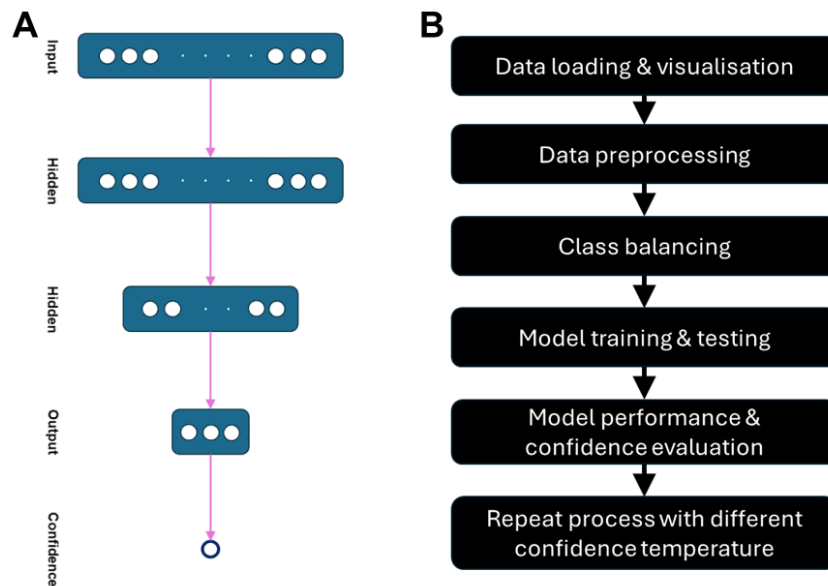 A
Input
Hidden
Hidden
Output
Confidence
B
Data loading & visualisation
Data preprocessing
Class balancing
Model training & testing
Model performance &
confidence evaluation
Repeat process with different
confidence temperature